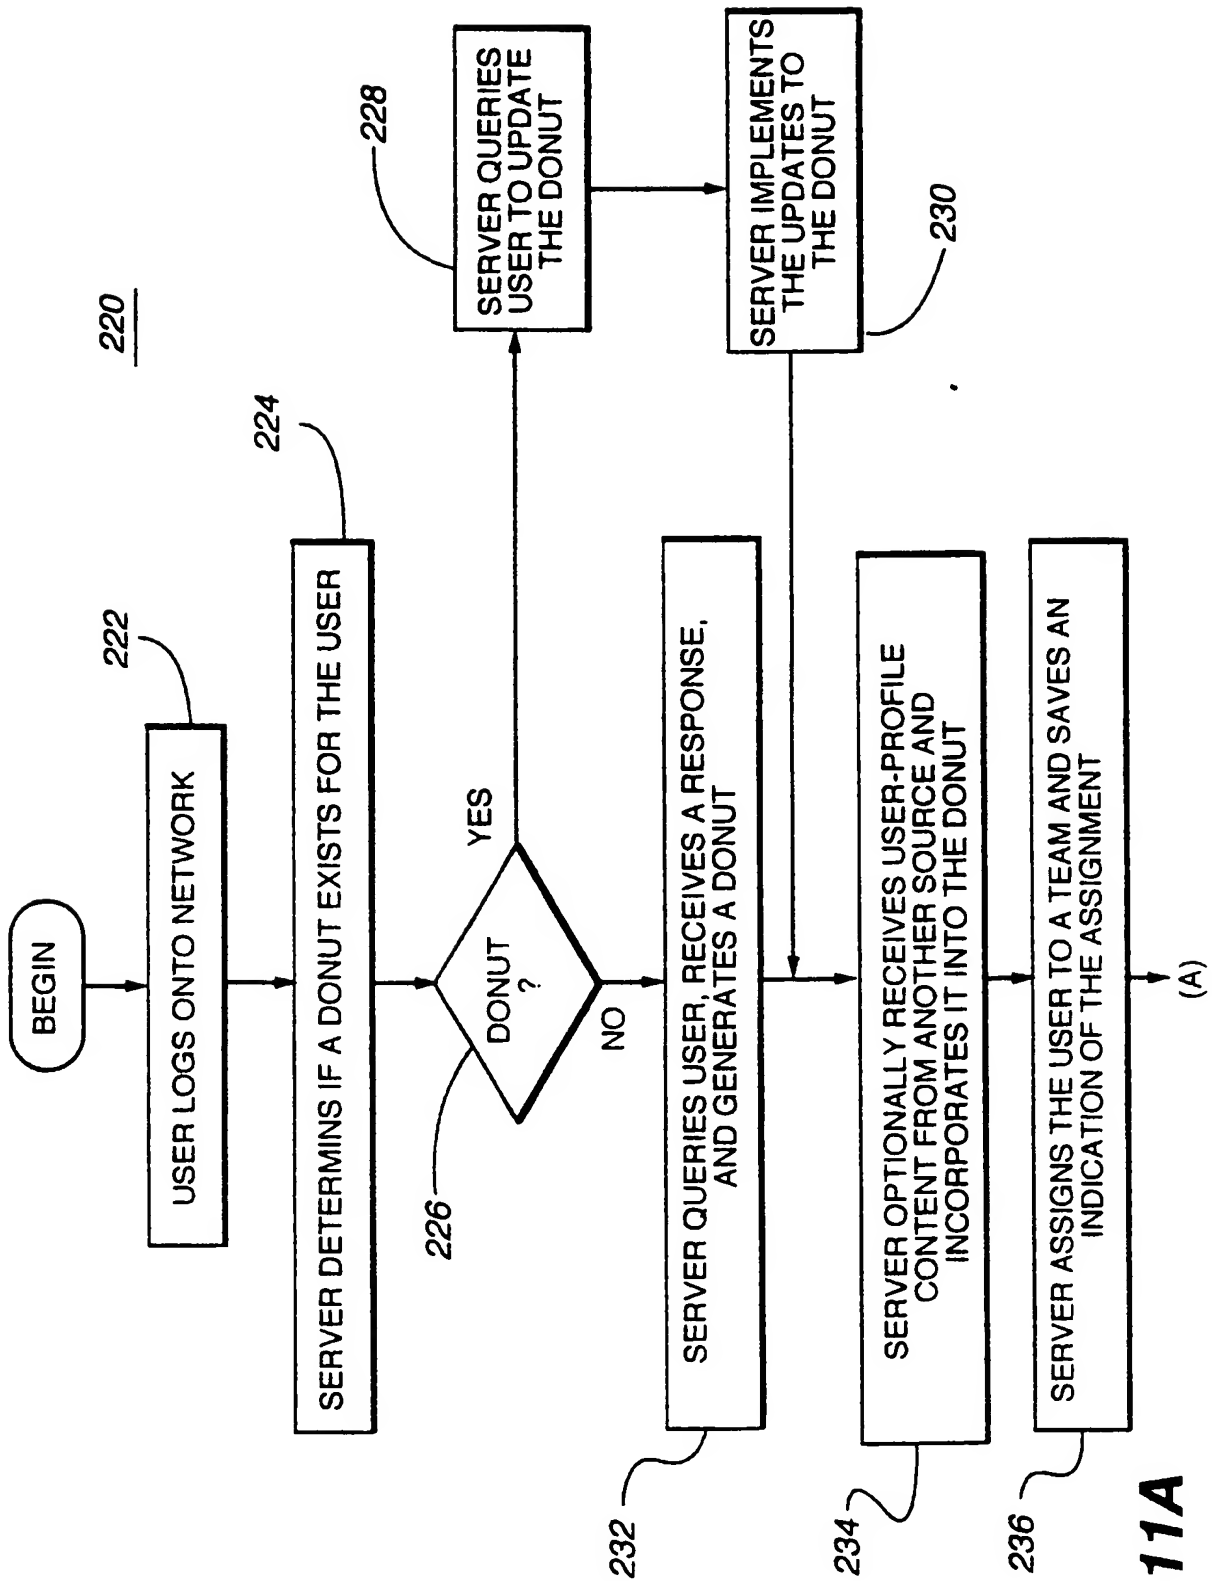 220
BEGIN
222
USER LOGS ONTO NETWORK
224
SERVER DETERMINS IF A DONUT EXISTS FOR THE USER
226
DONUT
?
YES
NO
228
SERVER QUERIES
USER TO UPDATE
THE DONUT
SERVER IMPLEMENTS
THE UPDATES TO
THE DONUT
230
232
SERVER QUERIES USER, RECEIVES A RESPONSE,
AND GENERATES A DONUT
234
SERVER OPTIONALLY RECEIVES USER-PROFILE
CONTENT FROM ANOTHER SOURCE AND
INCORPORATES IT INTO THE DONUT
236
SERVER ASSIGNS THE USER TO A TEAM AND SAVES AN
INDICATION OF THE ASSIGNMENT
(A)
11A